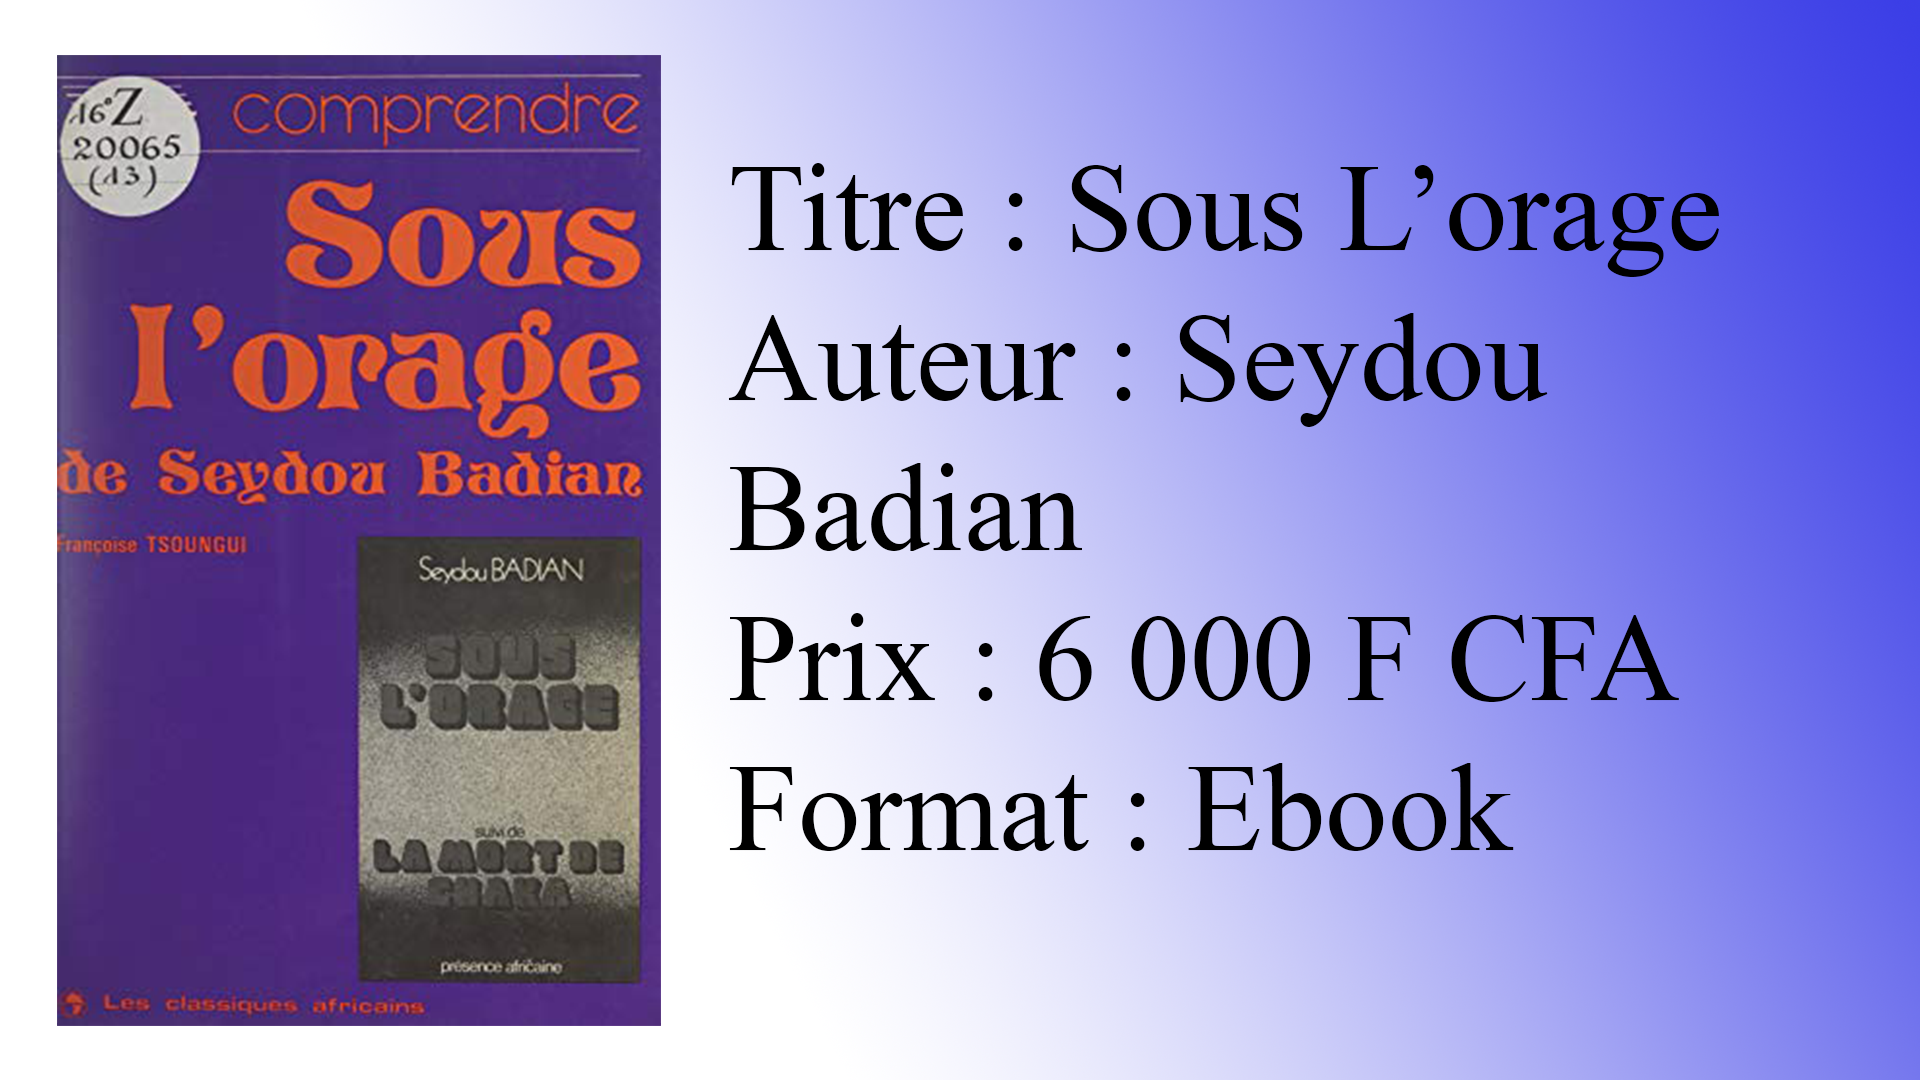 16°Z
20065
(13)
comprendre
Sous
l'orage
de Seydou Badian
Françoise TSOUNGUI
Seydou BADIAN
SOUS
L'ORAGE
suivi de
LA MORT DE
CHAKA
présence africaine
Les classiques africains
Titre : Sous L’orage
Auteur : Seydou
Badian
Prix : 6 000 F CFA
Format : Ebook